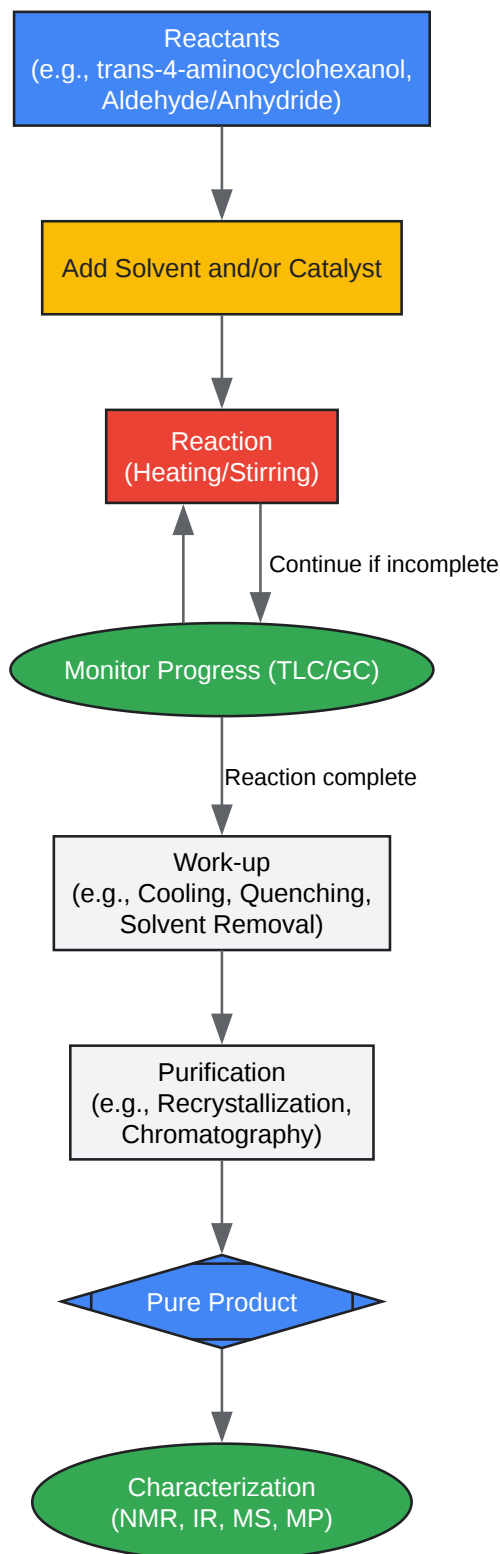 Reactants
(e.g., trans-4-aminocyclohexanol,
Aldehyde/Anhydride)
Add Solvent and/or Catalyst
Reaction
(Heating/Stirring)
Continue if incomplete
Monitor Progress (TLC/GC)
Reaction complete
Work-up
(e.g., Cooling, Quenching,
Solvent Removal)
Purification
(e.g., Recrystallization,
Chromatography)
Pure Product
Characterization
(NMR, IR, MS, MP)